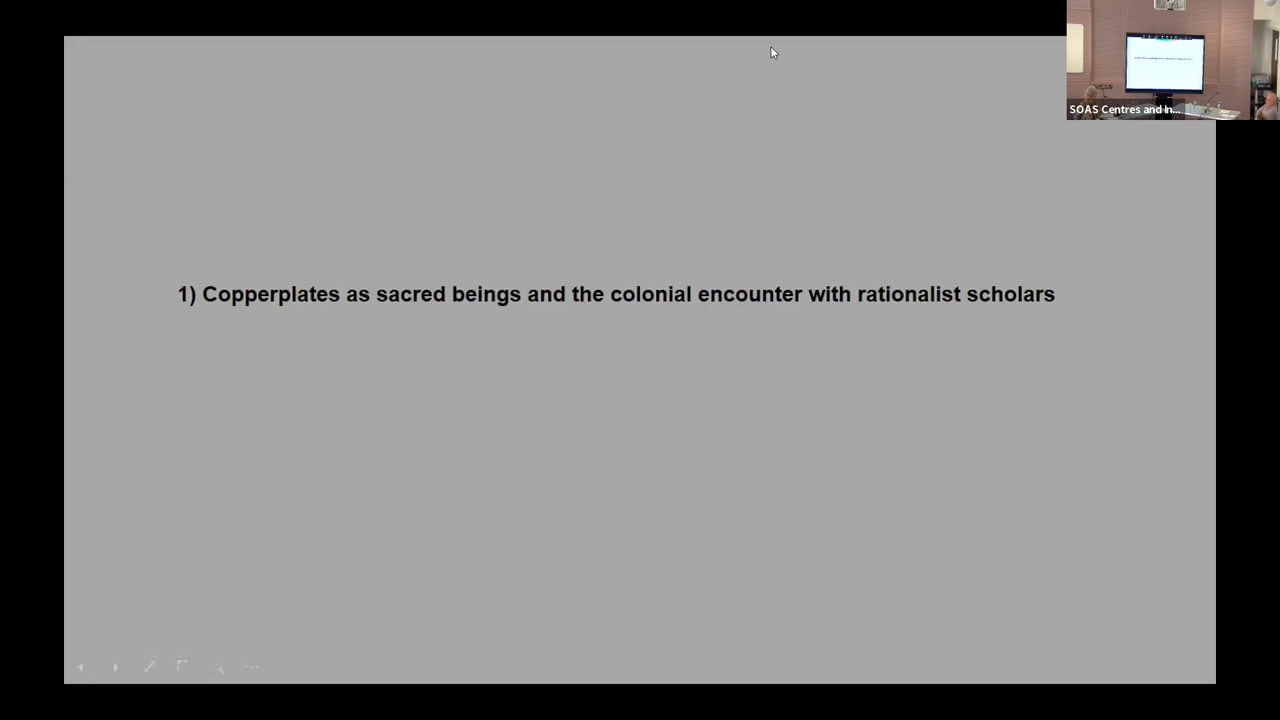 SOAS Centres and In...
1) Copperplates as sacred beings and the colonial encounter with rationalist scholars